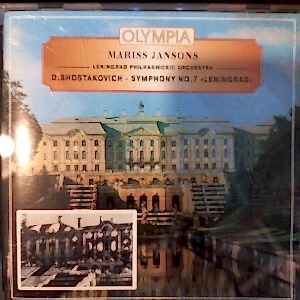 OLYMPIA
MARISS JANSONS
LENINGRAD PHILHARMONIC ORCHESTRA
D.SHOSTAKOVICH - SYMPHONY NO.7 «LENINGRAD»